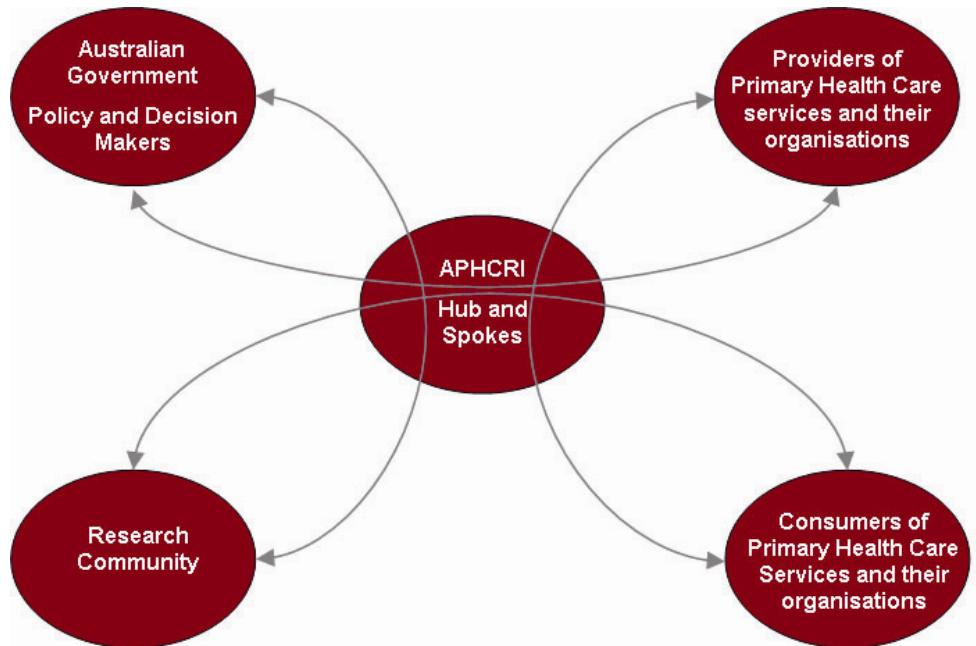 Australian
Government
Policy and Decision
Makers
Providers of
Primary Health Care
services and their
organisations
APHCRI
Hub and
Spokes
Research
Community
Consumers of
Primary Health Care
Services and their
organisations